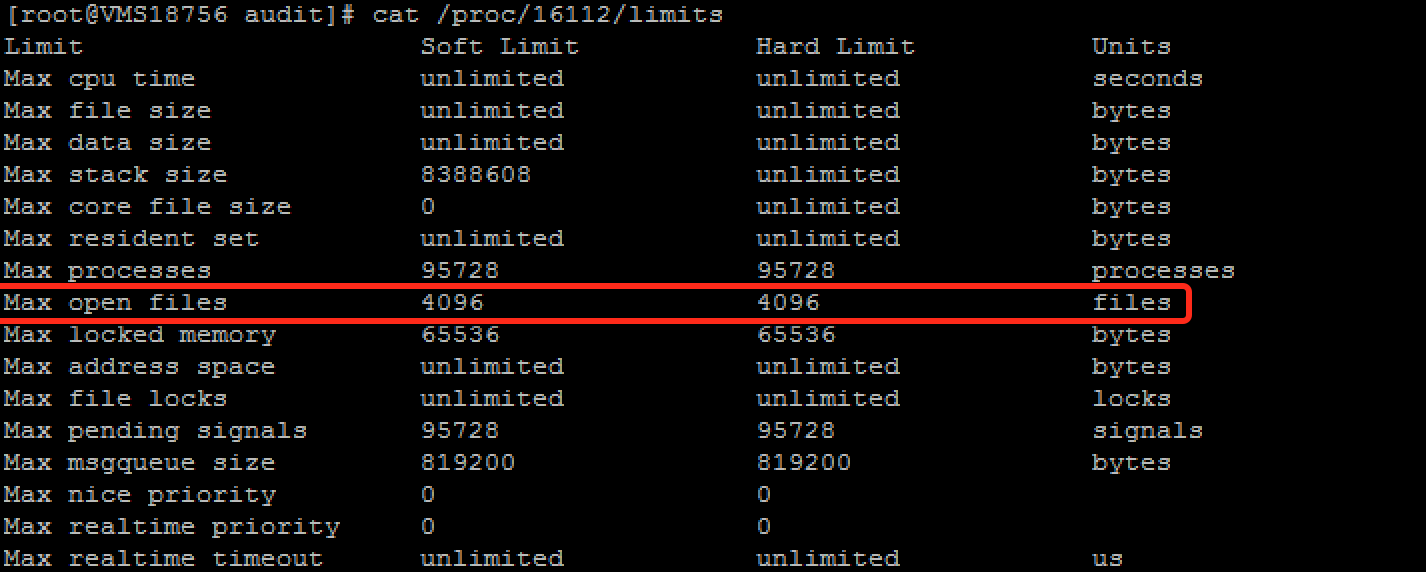 [root@VMS18756 audit]# cat /proc/16112/limits
Limit                     Soft Limit           Hard Limit           Units
Max cpu time              unlimited            unlimited            seconds
Max file size             unlimited            unlimited            bytes
Max data size             unlimited            unlimited            bytes
Max stack size            8388608              unlimited            bytes
Max core file size        0                    unlimited            bytes
Max resident set          unlimited            unlimited            bytes
Max processes             95728                95728                processes
Max open files            4096                 4096                 files
Max locked memory         65536                65536                bytes
Max address space         unlimited            unlimited            bytes
Max file locks            unlimited            unlimited            locks
Max pending signals       95728                95728                signals
Max msgqueue size         819200               819200               bytes
Max nice priority         0                    0
Max realtime priority     0                    0
Max realtime timeout      unlimited            unlimited            us